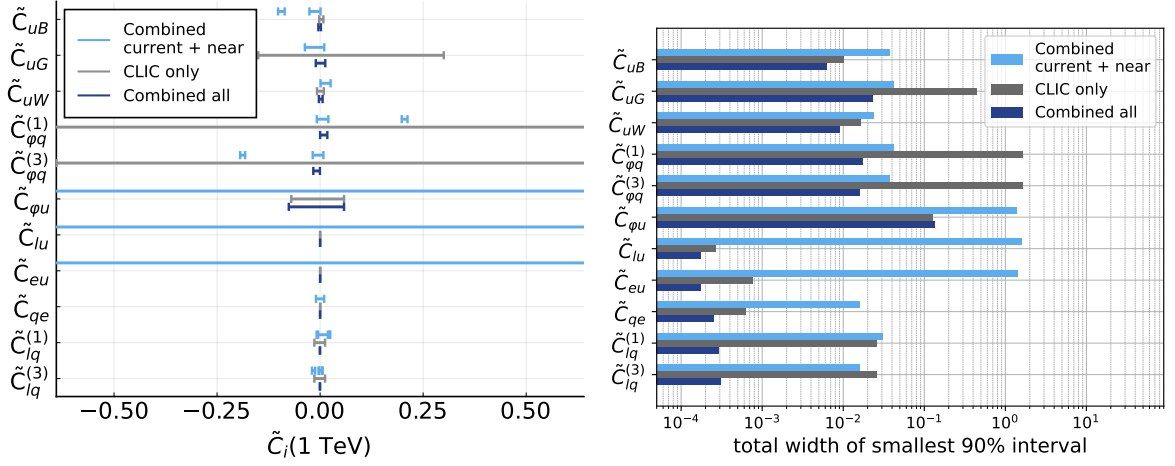 Combined
current + near
CLIC only
Combined all
C̃uB
C̃uG
C̃uW
C̃φq(1)
C̃φq(3)
C̃φu
C̃lu
C̃eu
C̃qe
C̃lq(1)
C̃lq(3)
−0.50 −0.25 0.00 0.25 0.50
C̃i(1 TeV)
Combined
current + near
CLIC only
Combined all
C̃uB
C̃uG
C̃uW
C̃φq(1)
C̃φq(3)
C̃φu
C̃lu
C̃eu
C̃qe
C̃lq(1)
C̃lq(3)
10−4 10−3 10−2 10−1 100 101
total width of smallest 90% interval